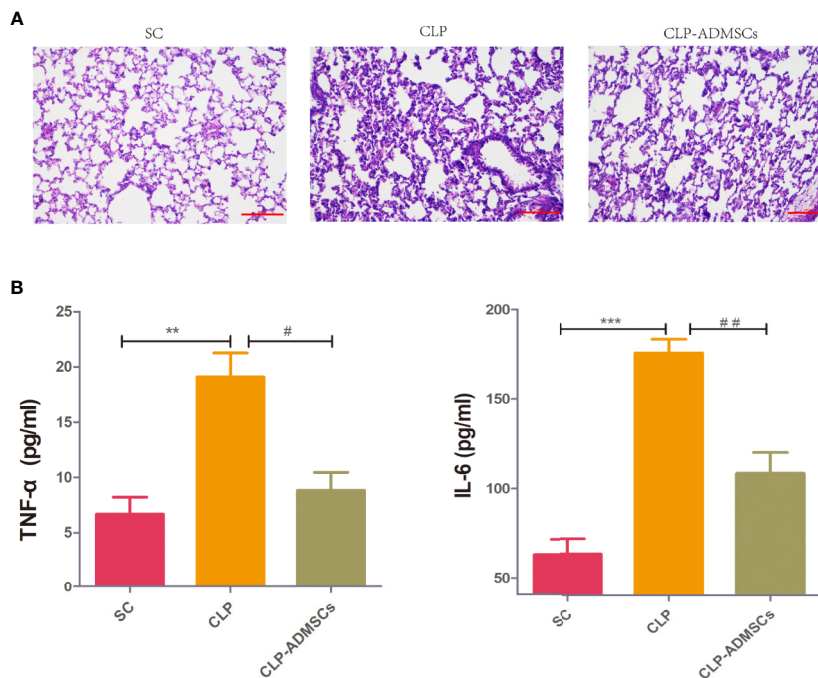 A
SC
CLP
CLP-ADMSCs
B
25
20
15
10
5
0
TNF-α (pg/ml)
**
#
SC
CLP
CLP-ADMSCs
200
150
100
50
IL-6 (pg/ml)
***
# #
SC
CLP
CLP-ADMSCs